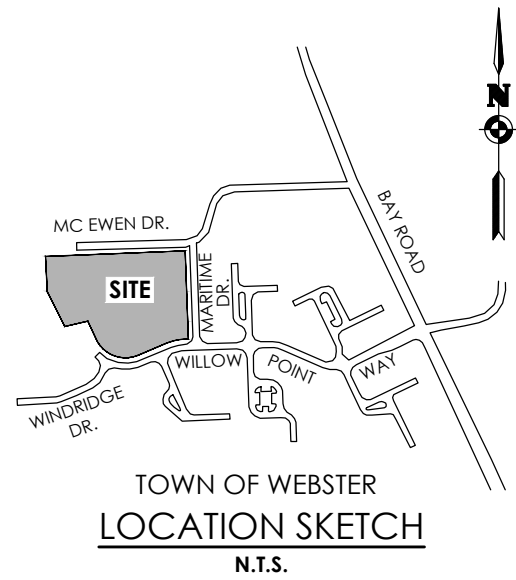 N
BAY ROAD
MC EWEN DR.
MARITIME
DR.
SITE
WILLOW POINT WAY
WINDRIDGE
DR.
TOWN OF WEBSTER
LOCATION SKETCH
N.T.S.